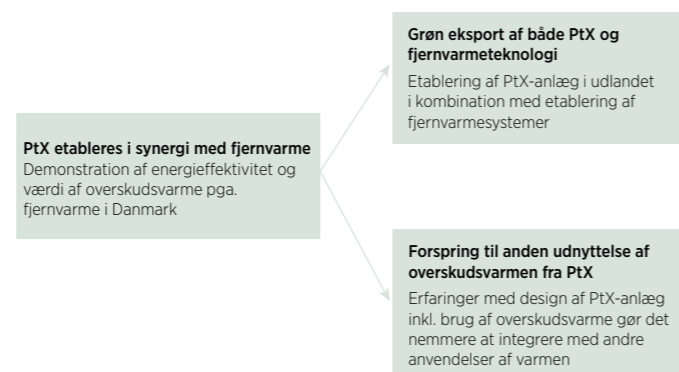 PtX etableres i synergi med fjernvarme
Demonstration af energieffektivitet og
værdi af overskudsvarme pga.
fjernvarme i Danmark
Grøn eksport af både PtX og
fjernvarmeteknologi
Etablering af PtX-anlæg i udlandet
i kombination med etablering af
fjernvarmesystemer
Forspring til anden udnyttelse af
overskudsvarmen fra PtX
Erfaringer med design af PtX-anlæg
inkl. brug af overskudsvarme gør det
nemmere at integrere med andre
anvendelser af varmen